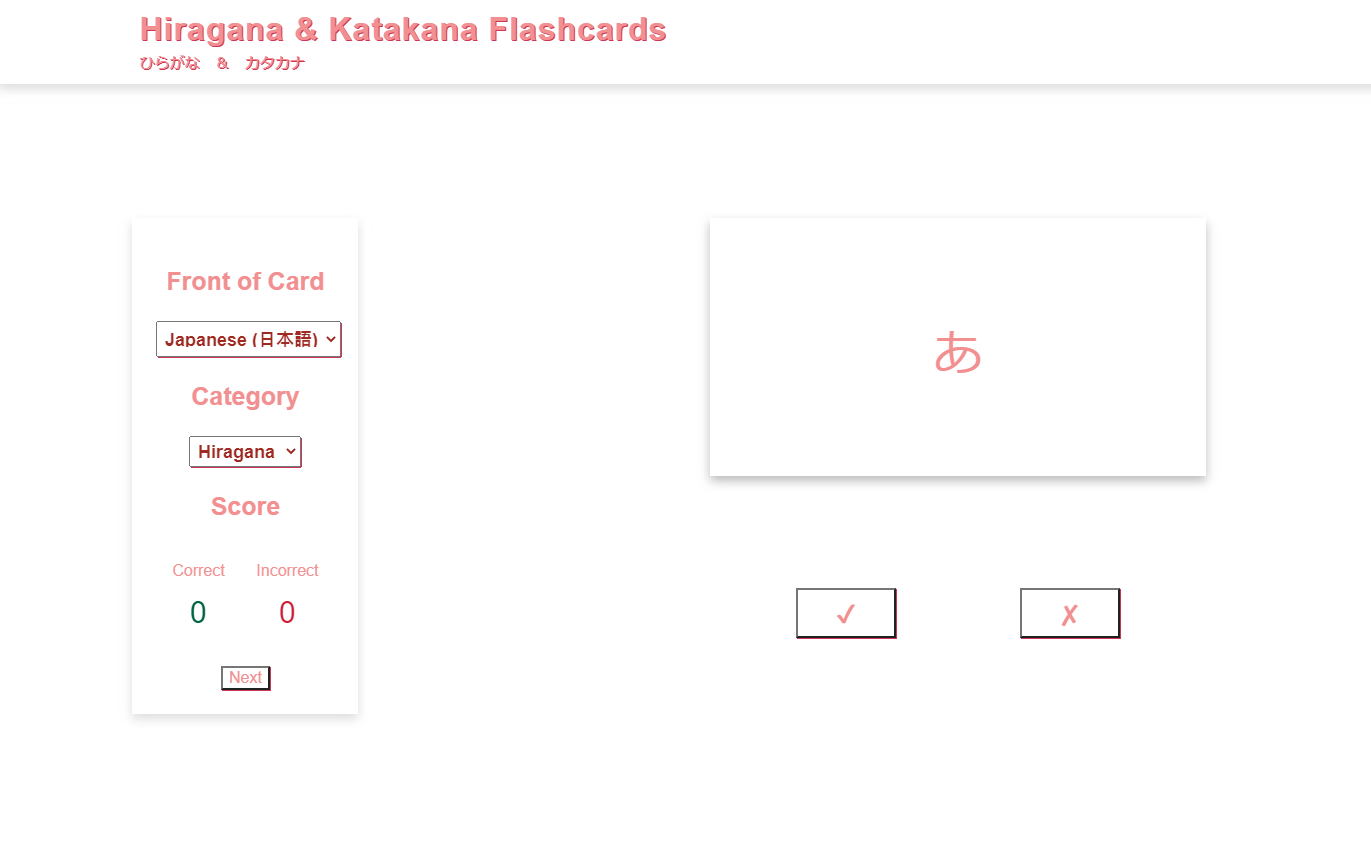 Hiragana & Katakana Flashcards
ひらがな　&　カタカナ
Front of Card
Japanese (日本語)
Category
Hiragana
Score
Correct Incorrect
0 0
Next
あ
✓ ✗